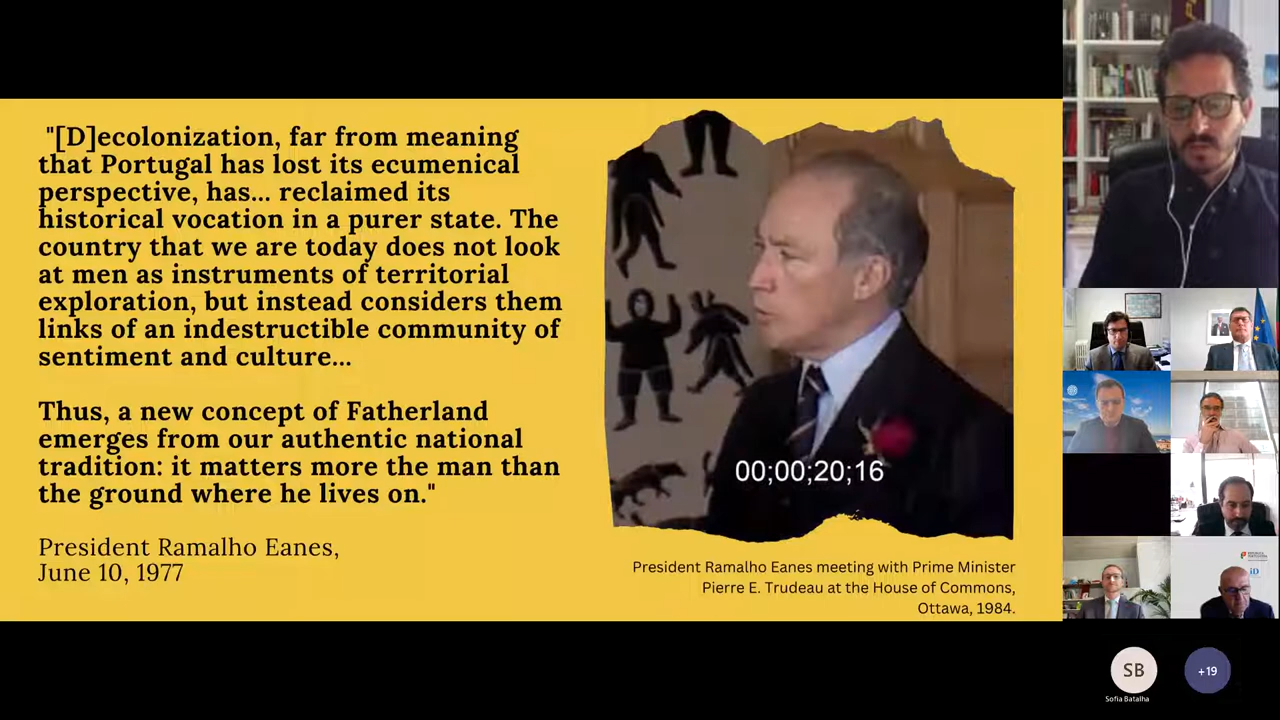 "[D]ecolonization, far from meaning
that Portugal has lost its ecumenical
perspective, has... reclaimed its
historical vocation in a purer state. The
country that we are today does not look
at men as instruments of territorial
exploration, but instead considers them
links of an indestructible community of
sentiment and culture...
Thus, a new concept of Fatherland
emerges from our authentic national
tradition: it matters more the man than
the ground where he lives on."
President Ramalho Eanes,
June 10, 1977
00;00;20;16
President Ramalho Eanes meeting with Prime Minister
Pierre E. Trudeau at the House of Commons,
Ottawa, 1984.
SB
Sofia Batalha
+19